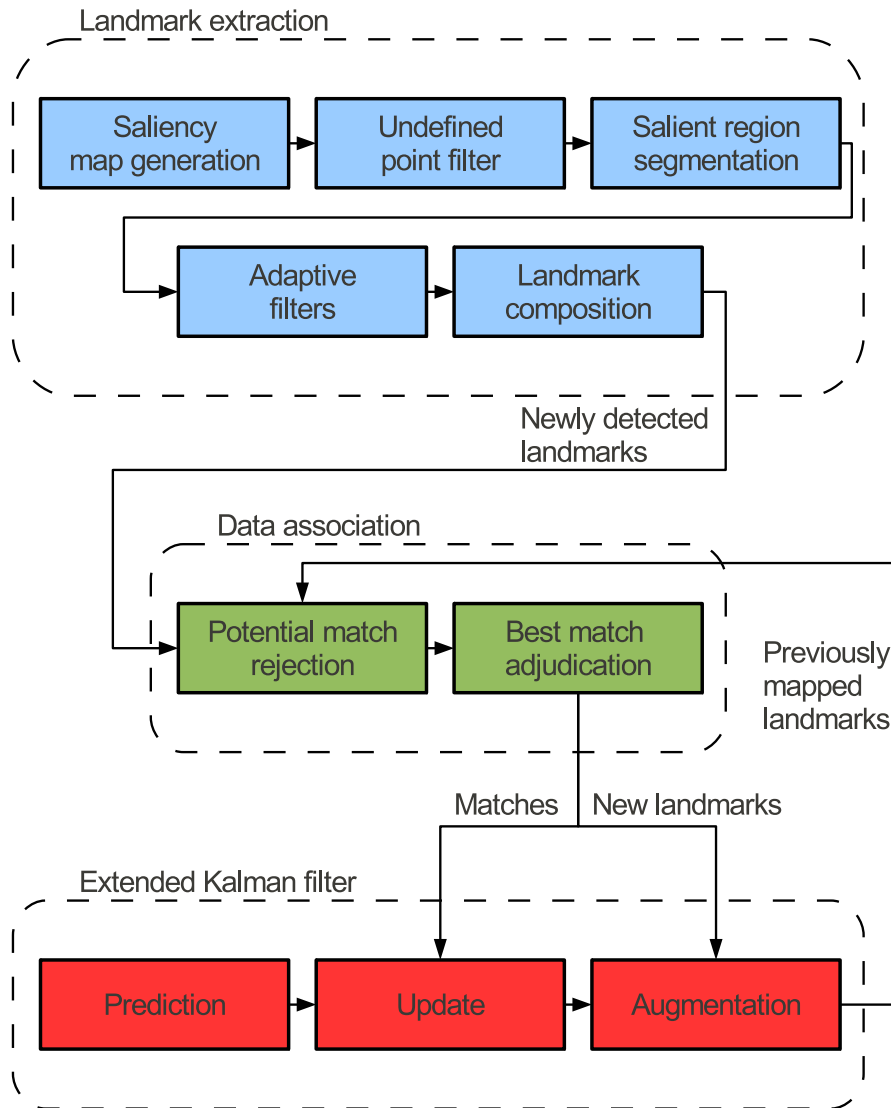 Landmark extraction
Saliency
map generation
Undefined
point filter
Salient region
segmentation
Adaptive
filters
Landmark
composition
Newly detected
landmarks
Data association
Potential match
rejection
Best match
adjudication
Previously
mapped
landmarks
Matches
New landmarks
Extended Kalman filter
Prediction
Update
Augmentation